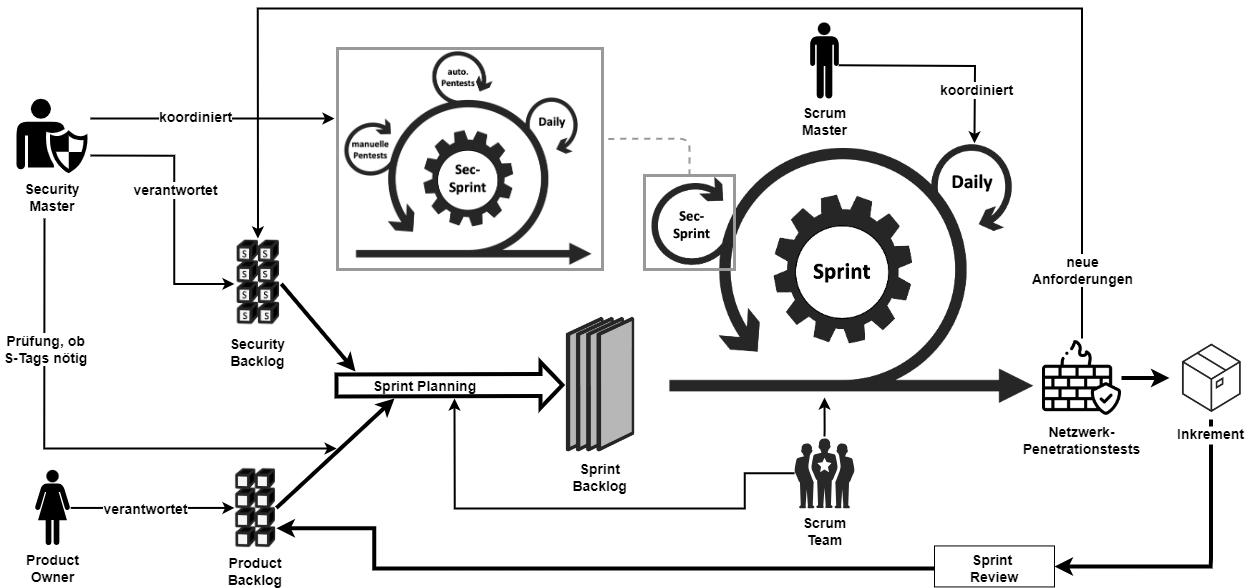 Scrum
Master
koordiniert
auto.
Pentests
manuelle
Pentests
Daily
Sec-
Sprint
koordiniert
Security
Master
verantwortet
Sec-
Sprint
Daily
Sprint
S S
S S
S S
S S
Security
Backlog
neue
Anforderungen
Prüfung, ob
S-Tags nötig
Sprint Planning
Sprint
Backlog
Netzwerk-
Penetrationstests
Inkrement
Scrum
Team
verantwortet
Product
Owner
Product
Backlog
Sprint
Review